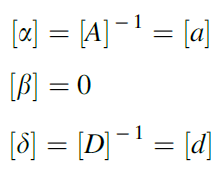 [α] = [A]⁻¹ = [a]
[β] = 0
[δ] = [D]⁻¹ = [d]